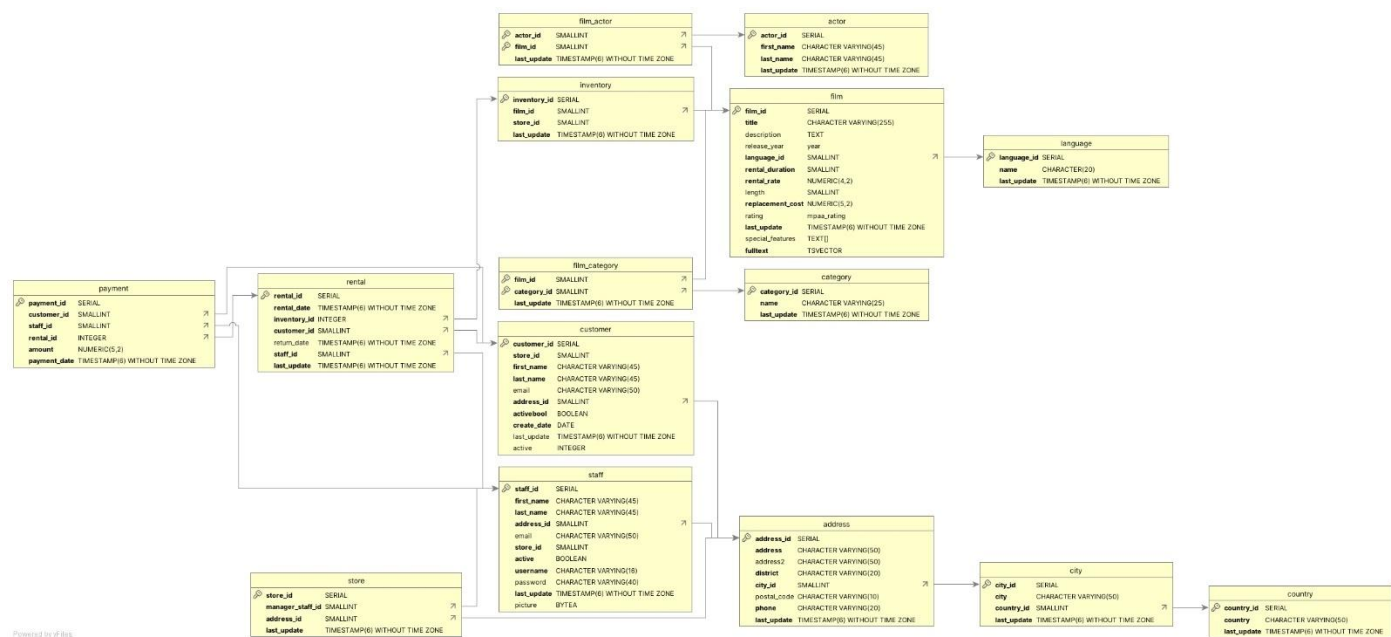 film_actor
actor_id SMALLINT
film_id SMALLINT
last_update TIMESTAMP(6) WITHOUT TIME ZONE
actor
actor_id SERIAL
first_name CHARACTER VARYING(45)
last_name CHARACTER VARYING(45)
last_update TIMESTAMP(6) WITHOUT TIME ZONE
inventory
inventory_id SERIAL
film_id SMALLINT
store_id SMALLINT
last_update TIMESTAMP(6) WITHOUT TIME ZONE
film
film_id SERIAL
title CHARACTER VARYING(255)
description TEXT
release_year year
language_id SMALLINT
rental_duration SMALLINT
rental_rate NUMERIC(4,2)
length SMALLINT
replacement_cost NUMERIC(5,2)
rating mpaa_rating
last_update TIMESTAMP(6) WITHOUT TIME ZONE
special_features TEXT[]
fulltext TSVECTOR
language
language_id SERIAL
name CHARACTER(20)
last_update TIMESTAMP(6) WITHOUT TIME ZONE
film_category
film_id SMALLINT
category_id SMALLINT
last_update TIMESTAMP(6) WITHOUT TIME ZONE
category
category_id SERIAL
name CHARACTER VARYING(25)
last_update TIMESTAMP(6) WITHOUT TIME ZONE
payment
payment_id SERIAL
customer_id SMALLINT
staff_id SMALLINT
rental_id INTEGER
amount NUMERIC(5,2)
payment_date TIMESTAMP(6) WITHOUT TIME ZONE
rental
rental_id SERIAL
rental_date TIMESTAMP(6) WITHOUT TIME ZONE
inventory_id INTEGER
customer_id SMALLINT
return_date TIMESTAMP(6) WITHOUT TIME ZONE
staff_id SMALLINT
last_update TIMESTAMP(6) WITHOUT TIME ZONE
customer
customer_id SERIAL
store_id SMALLINT
first_name CHARACTER VARYING(45)
last_name CHARACTER VARYING(45)
email CHARACTER VARYING(50)
address_id SMALLINT
activebool BOOLEAN
create_date DATE
last_update TIMESTAMP(6) WITHOUT TIME ZONE
active INTEGER
staff
staff_id SERIAL
first_name CHARACTER VARYING(45)
last_name CHARACTER VARYING(45)
address_id SMALLINT
email CHARACTER VARYING(50)
store_id SMALLINT
active BOOLEAN
username CHARACTER VARYING(16)
password CHARACTER VARYING(40)
last_update TIMESTAMP(6) WITHOUT TIME ZONE
picture BYTEA
store
store_id SERIAL
manager_staff_id SMALLINT
address_id SMALLINT
last_update TIMESTAMP(6) WITHOUT TIME ZONE
address
address_id SERIAL
address CHARACTER VARYING(50)
address2 CHARACTER VARYING(50)
district CHARACTER VARYING(20)
city_id SMALLINT
postal_code CHARACTER VARYING(10)
phone CHARACTER VARYING(20)
last_update TIMESTAMP(6) WITHOUT TIME ZONE
city
city_id SERIAL
city CHARACTER VARYING(50)
country_id SMALLINT
last_update TIMESTAMP(6) WITHOUT TIME ZONE
country
country_id SERIAL
country CHARACTER VARYING(50)
last_update TIMESTAMP(6) WITHOUT TIME ZONE
Powered by yFiles